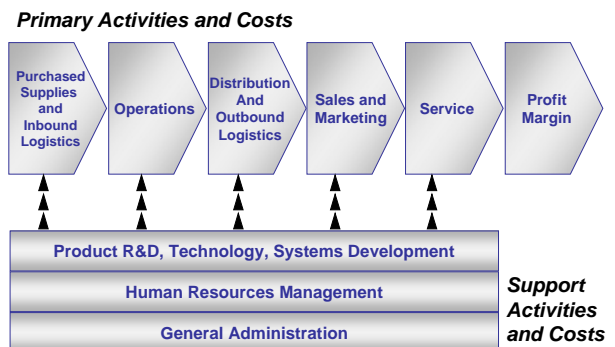 Primary Activities and Costs
Purchased
Supplies
and
Inbound
Logistics
Operations
Distribution
And
Outbound
Logistics
Sales and
Marketing
Service
Profit
Margin
Product R&D, Technology, Systems Development
Human Resources Management
General Administration
Support
Activities
and Costs